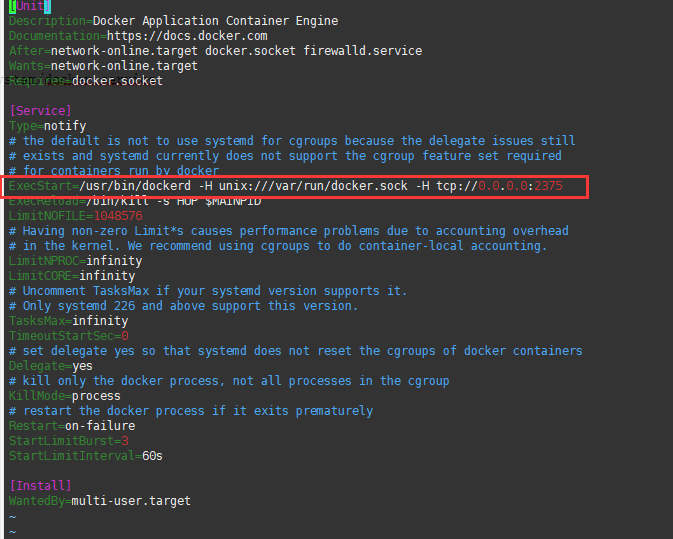 [Unit]
Description=Docker Application Container Engine
Documentation=https://docs.docker.com
After=network-online.target docker.socket firewalld.service
Wants=network-online.target
Requires=docker.socket
[Service]
Type=notify
# the default is not to use systemd for cgroups because the delegate issues still
# exists and systemd currently does not support the cgroup feature set required
# for containers run by docker
ExecStart=/usr/bin/dockerd -H unix:///var/run/docker.sock -H tcp://0.0.0.0:2375
ExecReload=/bin/kill -s HUP $MAINPID
LimitNOFILE=1048576
# Having non-zero Limit*s causes performance problems due to accounting overhead
# in the kernel. We recommend using cgroups to do container-local accounting.
LimitNPROC=infinity
LimitCORE=infinity
# Uncomment TasksMax if your systemd version supports it.
# Only systemd 226 and above support this version.
TasksMax=infinity
TimeoutStartSec=0
# set delegate yes so that systemd does not reset the cgroups of docker containers
Delegate=yes
# kill only the docker process, not all processes in the cgroup
KillMode=process
# restart the docker process if it exits prematurely
Restart=on-failure
StartLimitBurst=3
StartLimitInterval=60s
[Install]
WantedBy=multi-user.target
~
~